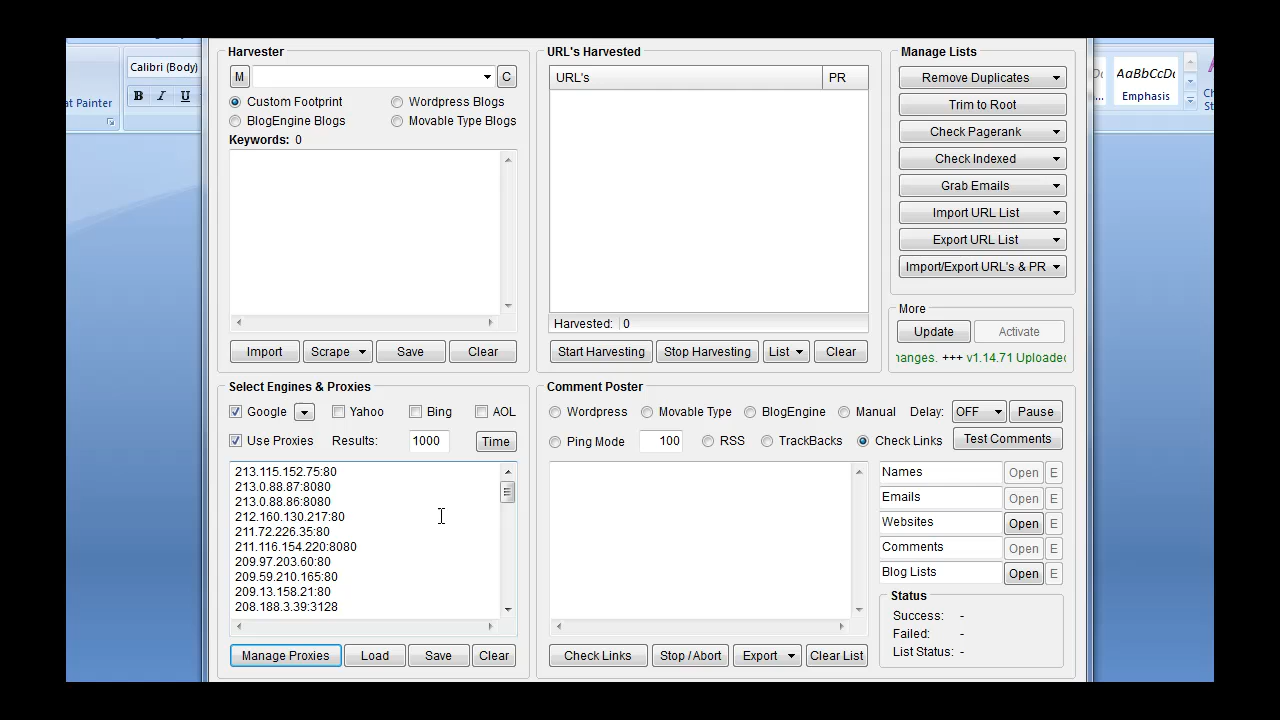 Calibri (Body)
at Painter
B I U
AaBbCcDc
Emphasis
Harvester
M
C
Custom Footprint
Wordpress Blogs
BlogEngine Blogs
Movable Type Blogs
Keywords: 0
Import
Scrape
Save
Clear
URL's Harvested
URL's
PR
Harvested: 0
Start Harvesting
Stop Harvesting
List
Clear
Manage Lists
Remove Duplicates
Trim to Root
Check Pagerank
Check Indexed
Grab Emails
Import URL List
Export URL List
Import/Export URL's & PR
More
Update
Activate
hanges. +++ v1.14.71 Uploaded
Select Engines & Proxies
Google
Yahoo
Bing
AOL
Use Proxies
Results: 1000
Time
213.115.152.75:80
213.0.88.87:8080
213.0.88.86:8080
212.160.130.217:80
211.72.226.35:80
211.116.154.220:8080
209.97.203.60:80
209.59.210.165:80
209.13.158.21:80
208.188.3.39:3128
Manage Proxies
Load
Save
Clear
Comment Poster
Wordpress
Movable Type
BlogEngine
Manual
Delay: OFF
Pause
Ping Mode 100
RSS
TrackBacks
Check Links
Test Comments
Names Open E
Emails Open E
Websites Open E
Comments Open E
Blog Lists Open E
Status
Success: -
Failed: -
List Status: -
Check Links
Stop / Abort
Export
Clear List